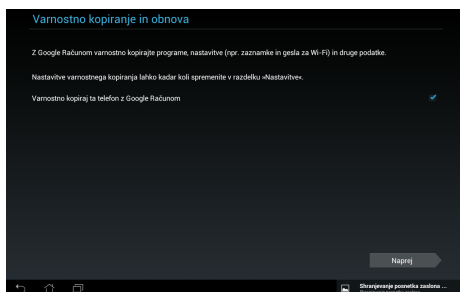 Varnostno kopiranje in obnova
Z Google Računom varnostno kopirajte programe, nastavitve (npr. zaznamke in gesla za Wi-Fi) in druge podatke.
Nastavitve varnostnega kopiranja lahko kadar koli spremenite v razdelku »Nastavitve«.
Varnostno kopiraj ta telefon z Google Računom
Naprej
Shranjevanje posnetka zaslona ...